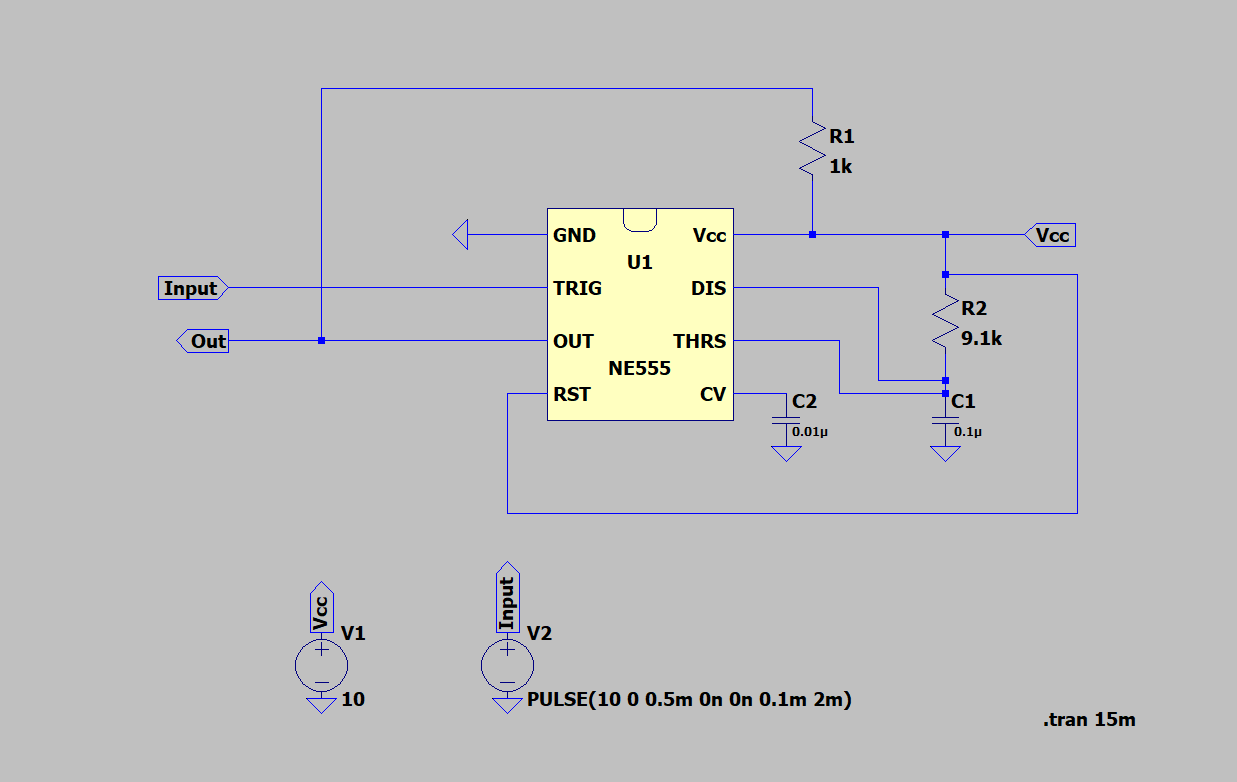 R1
1k
GND
Vcc
Vcc
U1
Input
TRIG
DIS
R2
Out
OUT
THRS
9.1k
NE555
RST
CV
C2
C1
0.01µ
0.1µ
Vcc
Input
V1
V2
10
PULSE(10 0 0.5m 0n 0n 0.1m 2m)
.tran 15m